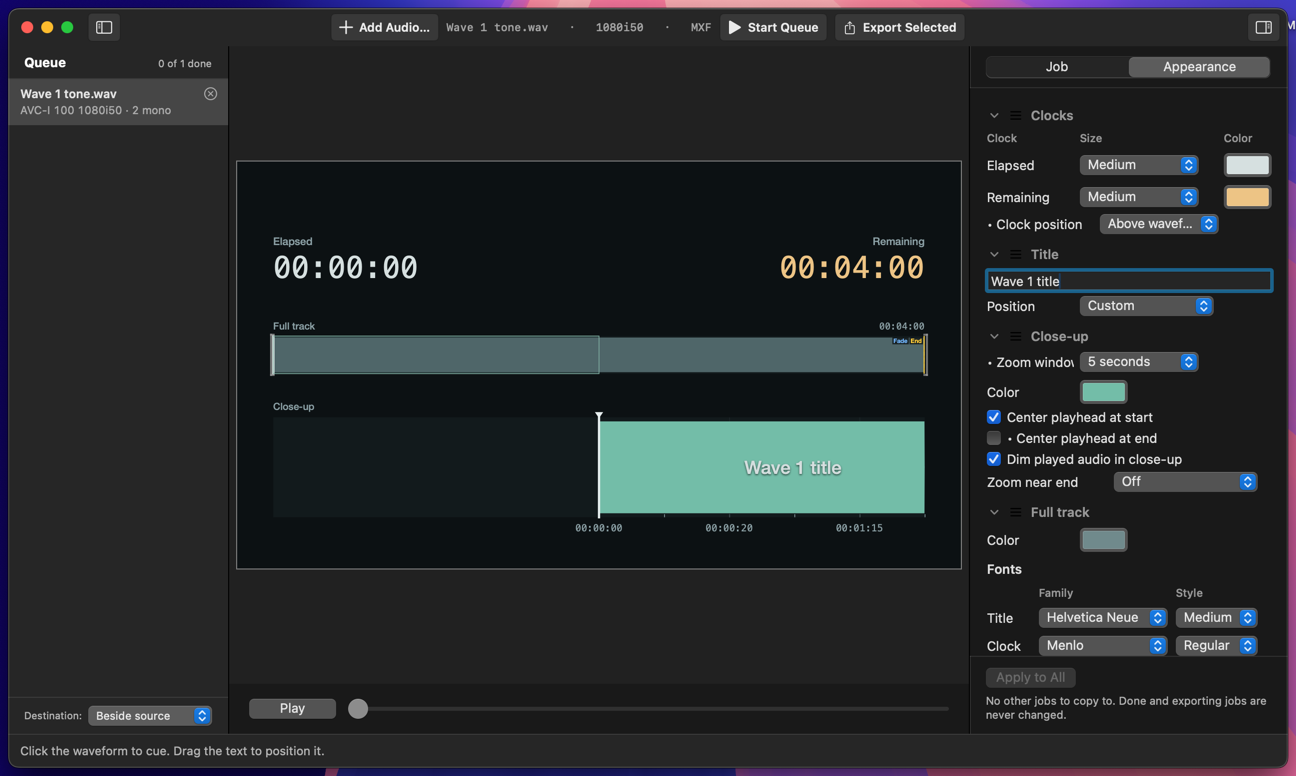 Add Audio... Wave 1 tone.wav · 1080i50 · MXF Start Queue Export Selected
Queue 0 of 1 done
Wave 1 tone.wav
AVC-I 100 1080i50 · 2 mono
Destination: Beside source
Elapsed Remaining
00:00:00 00:04:00
Full track 00:04:00
Fade End
Close-up
Wave 1 title
00:00:00 00:00:20 00:01:15
Play
Job Appearance
Clocks
Clock Size Color
Elapsed Medium
Remaining Medium
• Clock position Above wavef...
Title
Wave 1 title
Position Custom
Close-up
• Zoom window 5 seconds
Color
Center playhead at start
• Center playhead at end
Dim played audio in close-up
Zoom near end Off
Full track
Color
Fonts
Family Style
Title Helvetica Neue Medium
Clock Menlo Regular
Apply to All
No other jobs to copy to. Done and exporting jobs are
never changed.
Click the waveform to cue. Drag the text to position it.